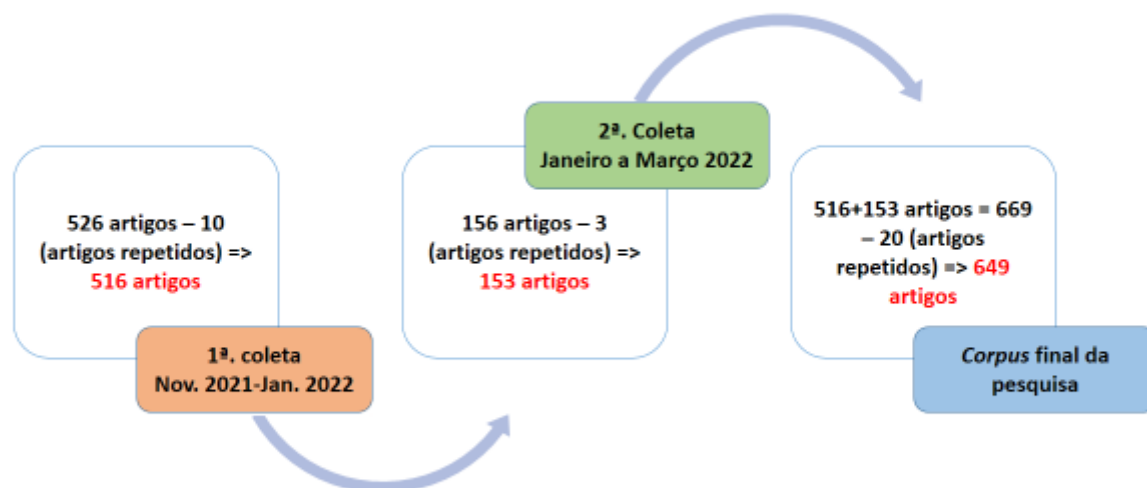 526 artigos – 10
(artigos repetidos) =>
516 artigos
1ª. coleta
Nov. 2021-Jan. 2022
2ª. Coleta
Janeiro a Março 2022
156 artigos – 3
(artigos repetidos) =>
153 artigos
516+153 artigos = 669
– 20 (artigos
repetidos) => 649
artigos
Corpus final da
pesquisa